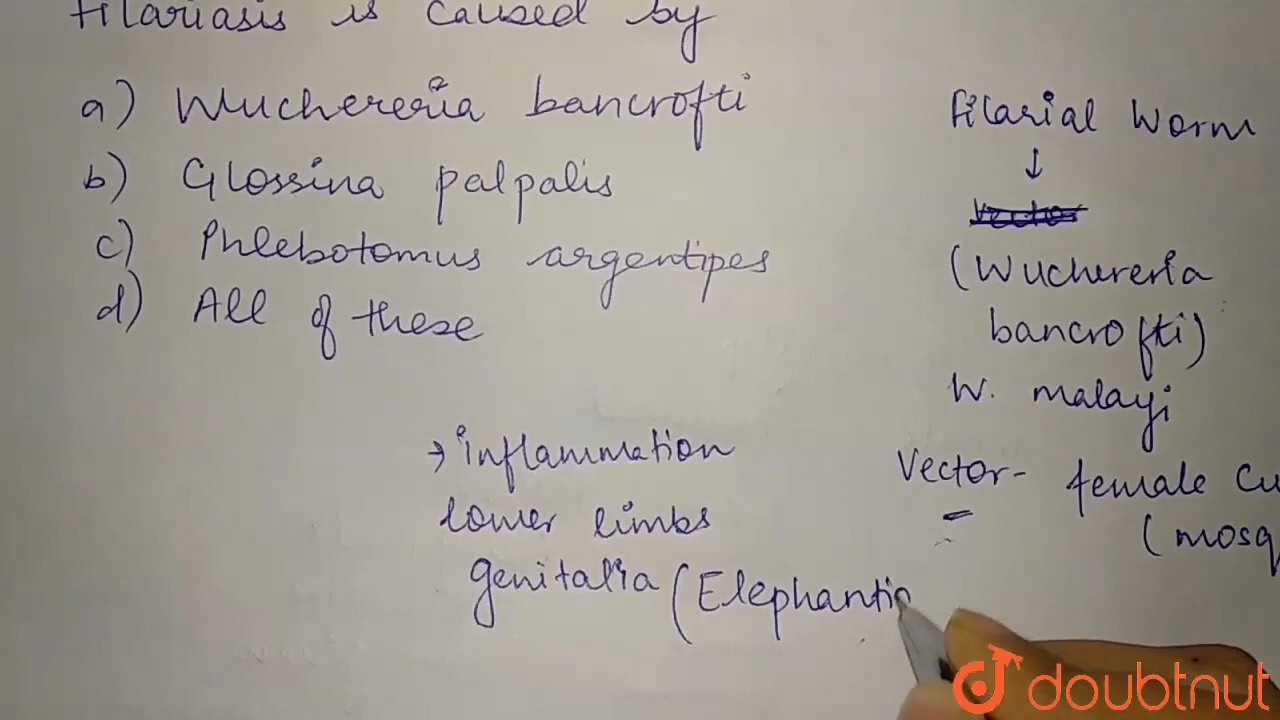 Filariasis is caused by
a) Wuchereria bancrofti
b) Glossina palpalis
c) Phlebotomus argentipes
d) All of these
Filarial Worm
↓
Vector
(Wuchereria
bancrofti)
W. malayi
Vector- female Cu
(mosq
→ inflammation
lower limbs
genitalia (Elephantia
doubtnut